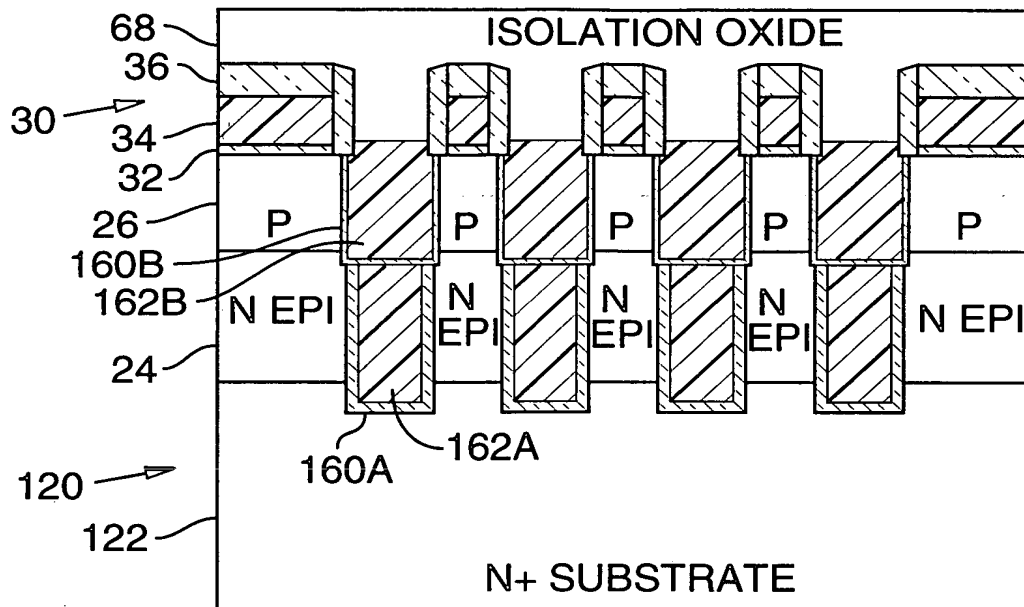 68
ISOLATION OXIDE
36
30
34
32
26
P
P
P
P
P
160B
162B
N EPI
N
EPI
N
EPI
N
EPI
N EPI
24
162A
160A
120
122
N+ SUBSTRATE